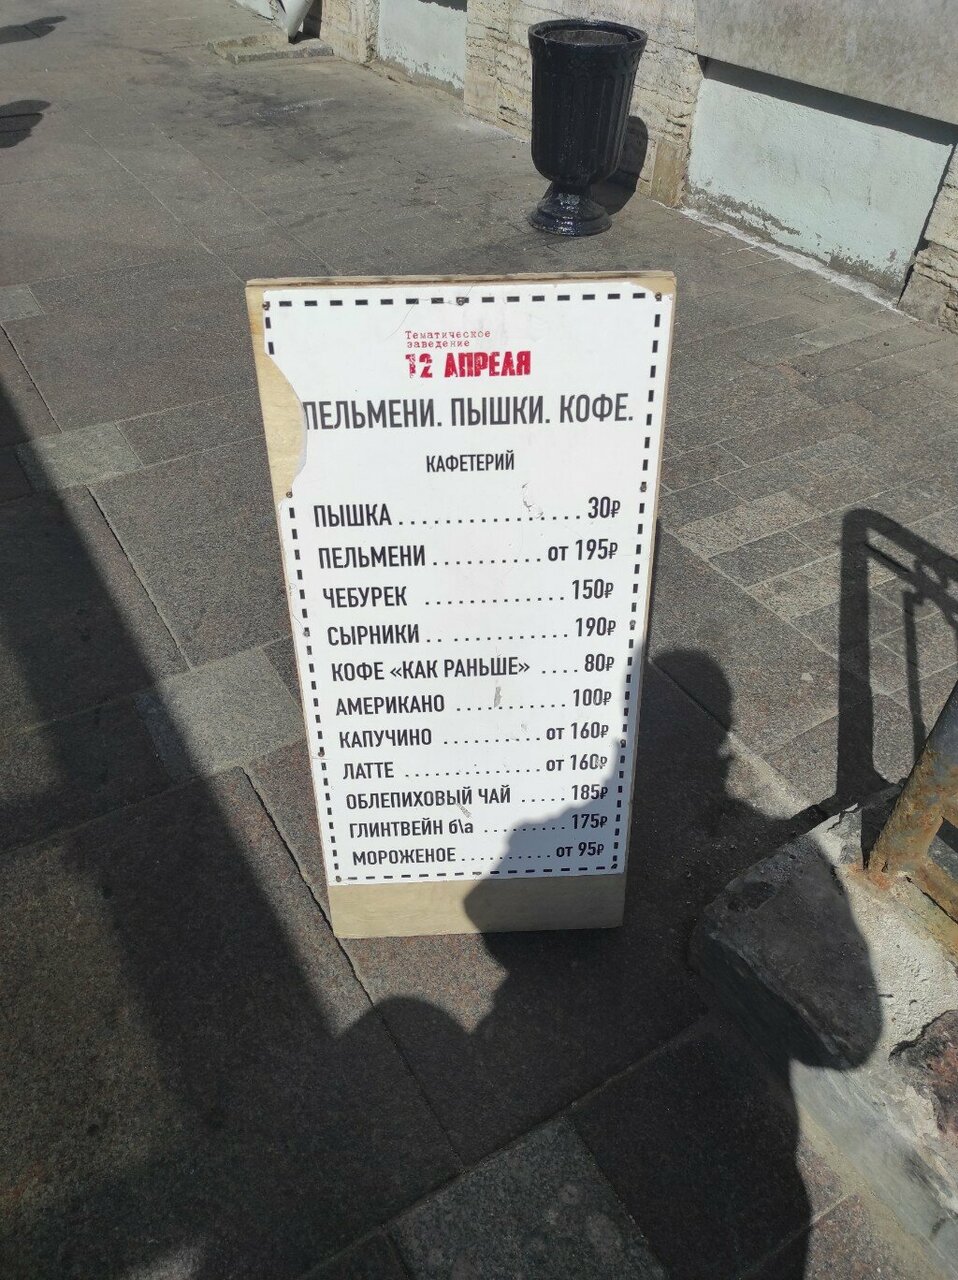 Тематическое
заведение
12 АПРЕЛЯ
ПЕЛЬМЕНИ. ПЫШКИ. КОФЕ.
КАФЕТЕРИЙ
ПЫШКА ................ 30₽
ПЕЛЬМЕНИ .......... от 195₽
ЧЕБУРЕК ............. 150₽
СЫРНИКИ .............. 190₽
КОФЕ «КАК РАНЬШЕ» .... 80₽
АМЕРИКАНО .......... 100₽
КАПУЧИНО .......... от 160₽
ЛАТТЕ .............. от 160₽
ОБЛЕПИХОВЫЙ ЧАЙ ..... 185₽
ГЛИНТВЕЙН б\а ......... 175₽
МОРОЖЕНОЕ .......... от 95₽